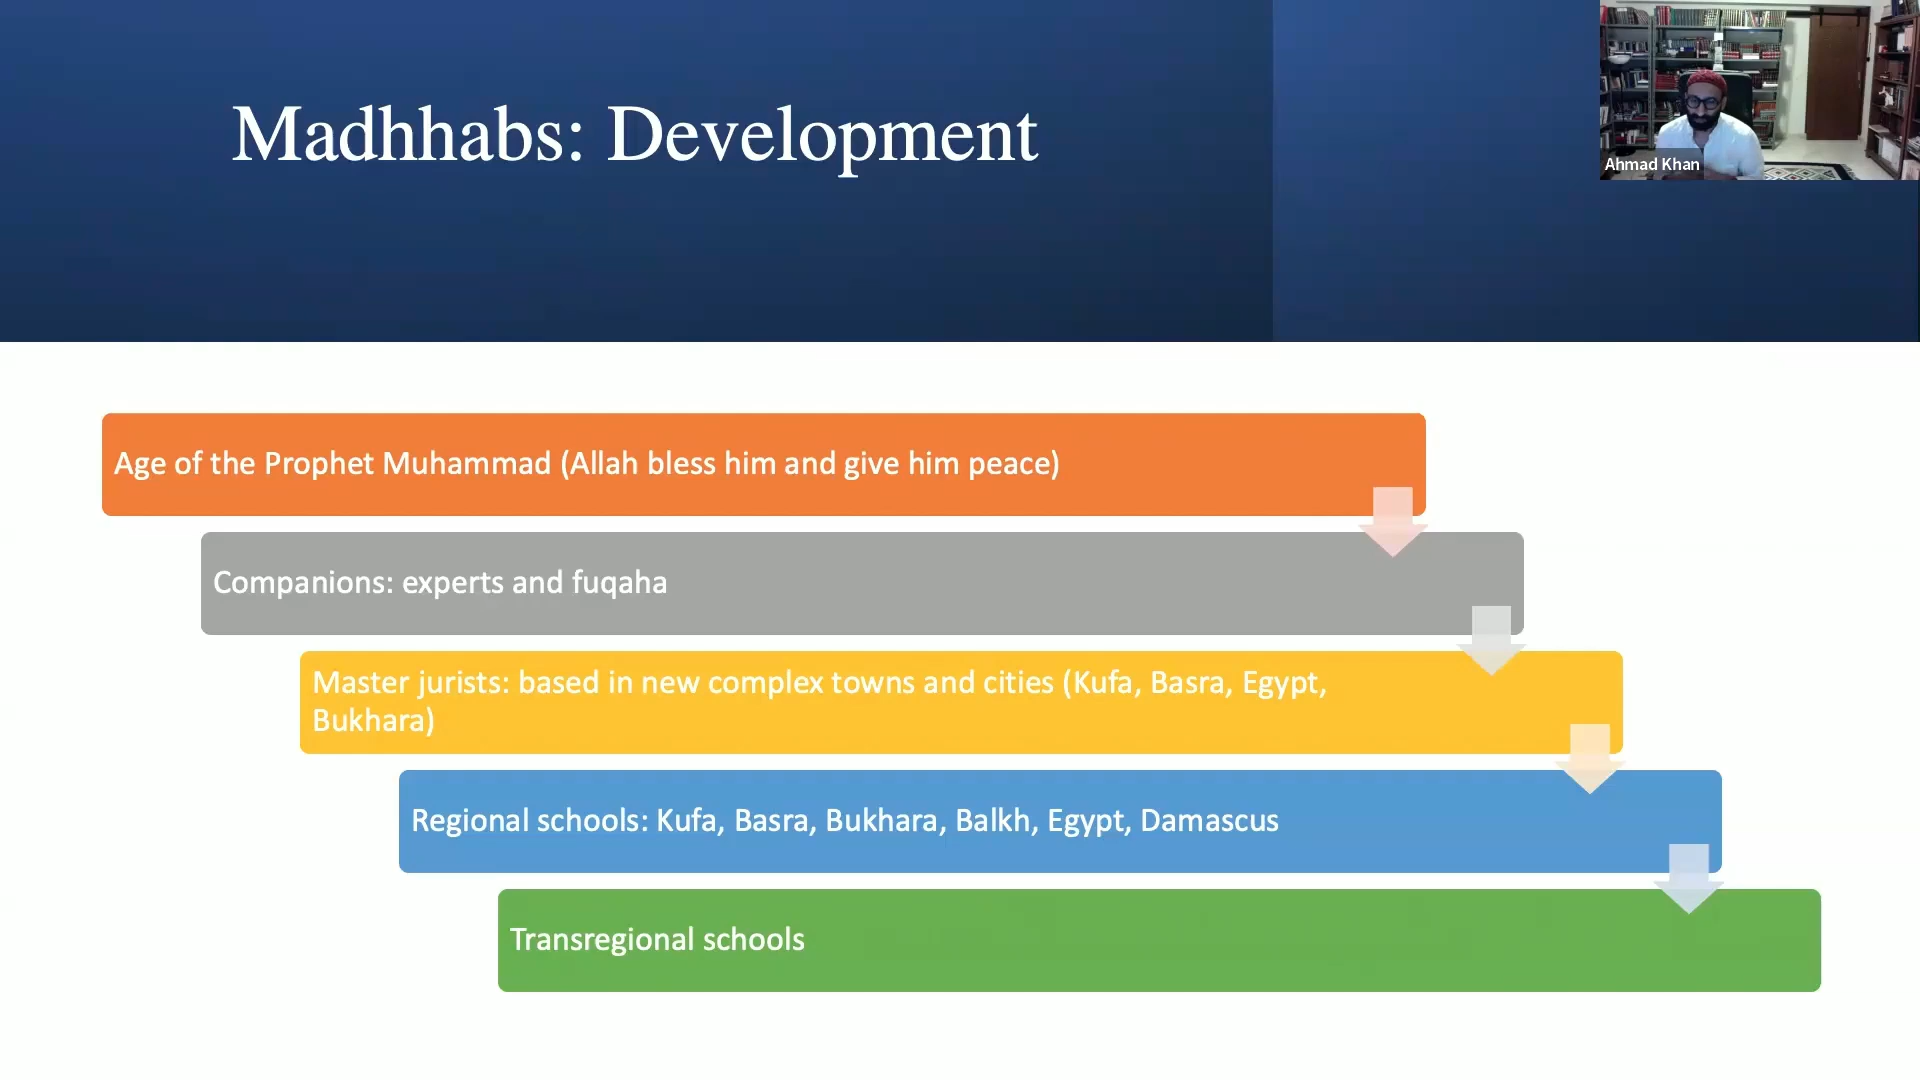 Madhhabs: Development
Ahmad Khan
Age of the Prophet Muhammad (Allah bless him and give him peace)
Companions: experts and fuqaha
Master jurists: based in new complex towns and cities (Kufa, Basra, Egypt,
Bukhara)
Regional schools: Kufa, Basra, Bukhara, Balkh, Egypt, Damascus
Transregional schools